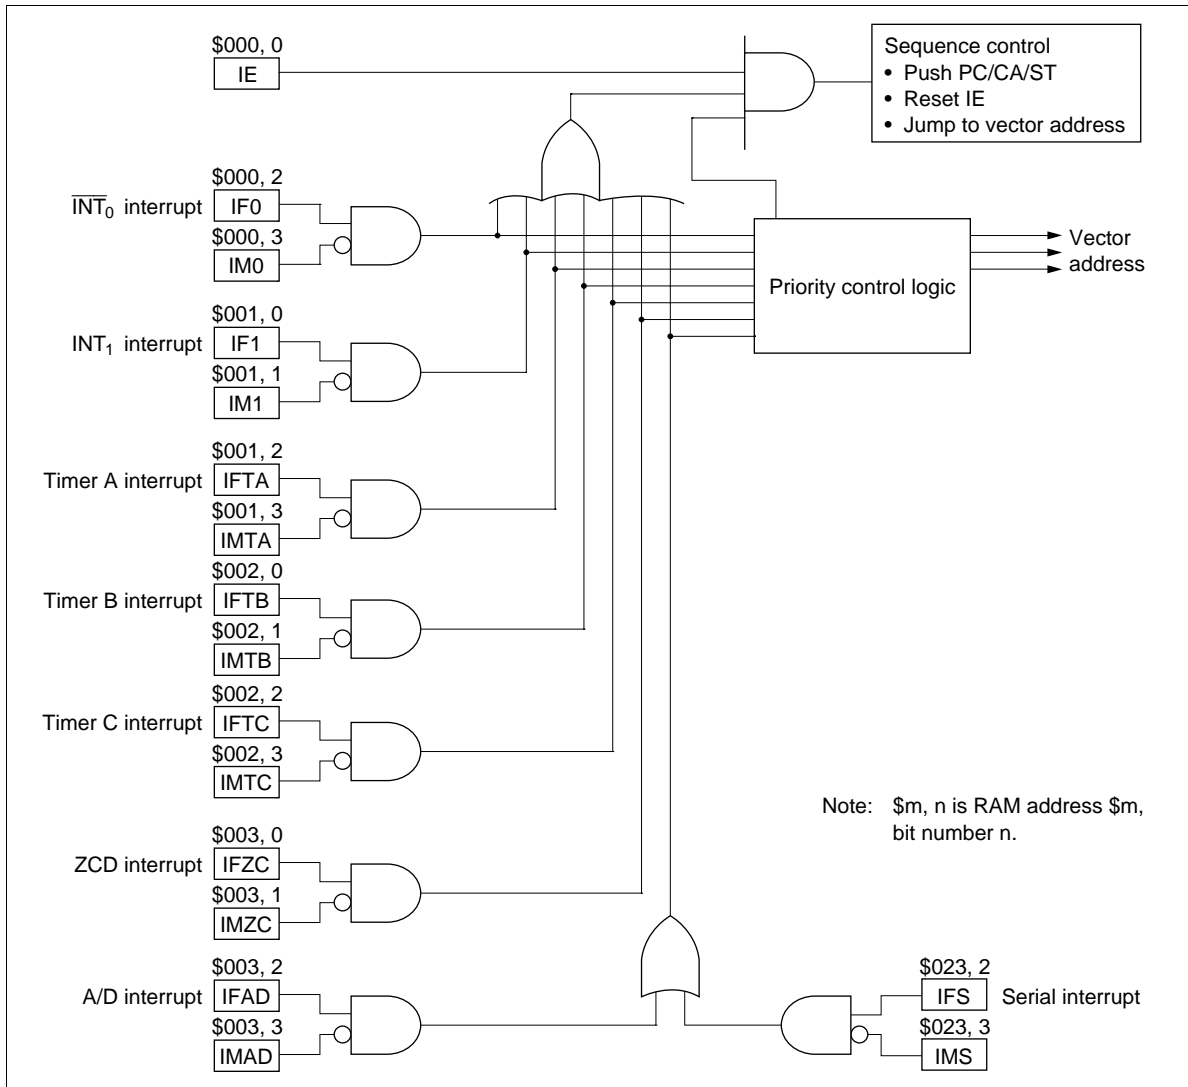 $000, 0
IE
Sequence control
• Push PC/CA/ST
• Reset IE
• Jump to vector address
$000, 2
INT0 interrupt
IF0
$000, 3
IM0
Vector
address
Priority control logic
$001, 0
INT1 interrupt
IF1
$001, 1
IM1
$001, 2
Timer A interrupt
IFTA
$001, 3
IMTA
$002, 0
Timer B interrupt
IFTB
$002, 1
IMTB
$002, 2
Timer C interrupt
IFTC
$002, 3
IMTC
Note: $m, n is RAM address $m,
bit number n.
$003, 0
ZCD interrupt
IFZC
$003, 1
IMZC
$003, 2
A/D interrupt
IFAD
$003, 3
IMAD
$023, 2
IFS
Serial interrupt
$023, 3
IMS